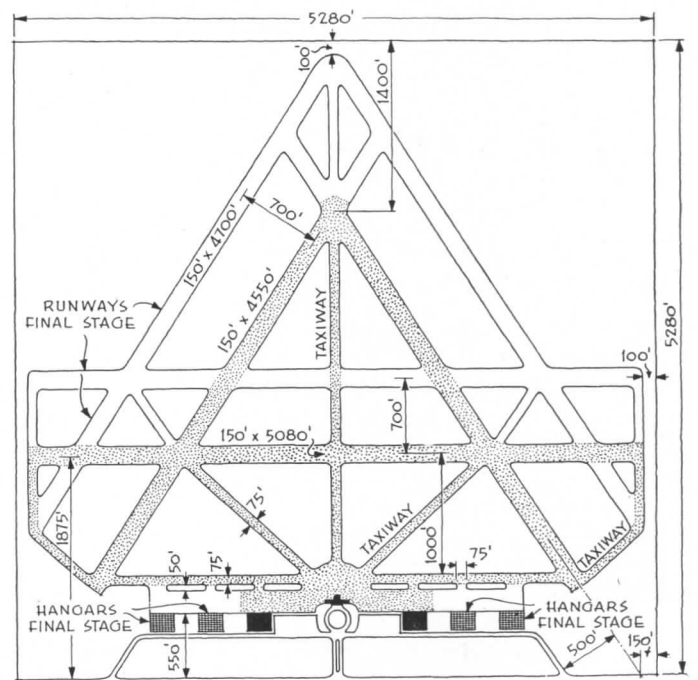 5280'
100'
1400'
700'
150' x 4700'
150' x 4550'
TAXIWAY
RUNWAYS
FINAL STAGE
5280'
100'
700'
150' x 5080'
1875'
75'
TAXIWAY
1000'
TAXIWAY
50'
75'
75'
HANGARS
FINAL STAGE
HANGARS
FINAL STAGE
550'
500'
150'